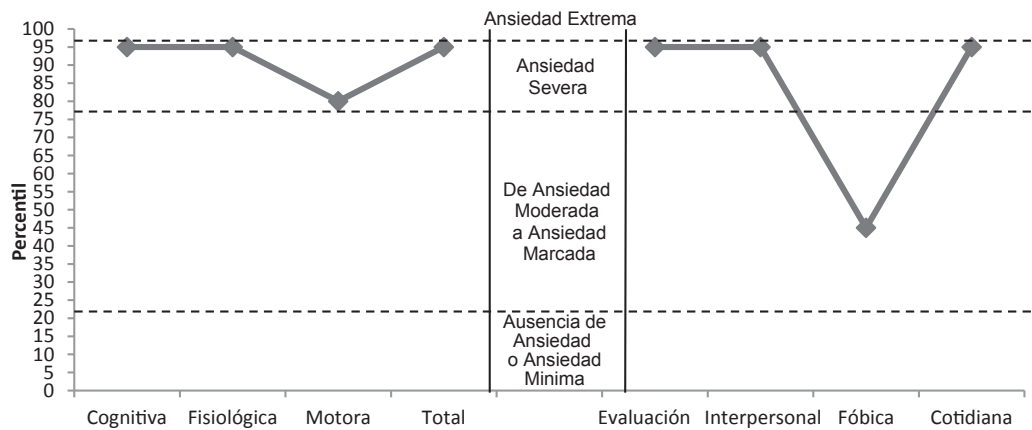 Ansiedad Extrema
100
95
90
85
80
75
70
65
60
55
50
45
40
35
30
25
20
15
10
5
0
Percentil
Ansiedad
Severa
De Ansiedad
Moderada
a Ansiedad
Marcada
Ausencia de
Ansiedad
o Ansiedad
Minima
Cognitiva Fisiológica Motora Total Evaluación Interpersonal Fóbica Cotidiana